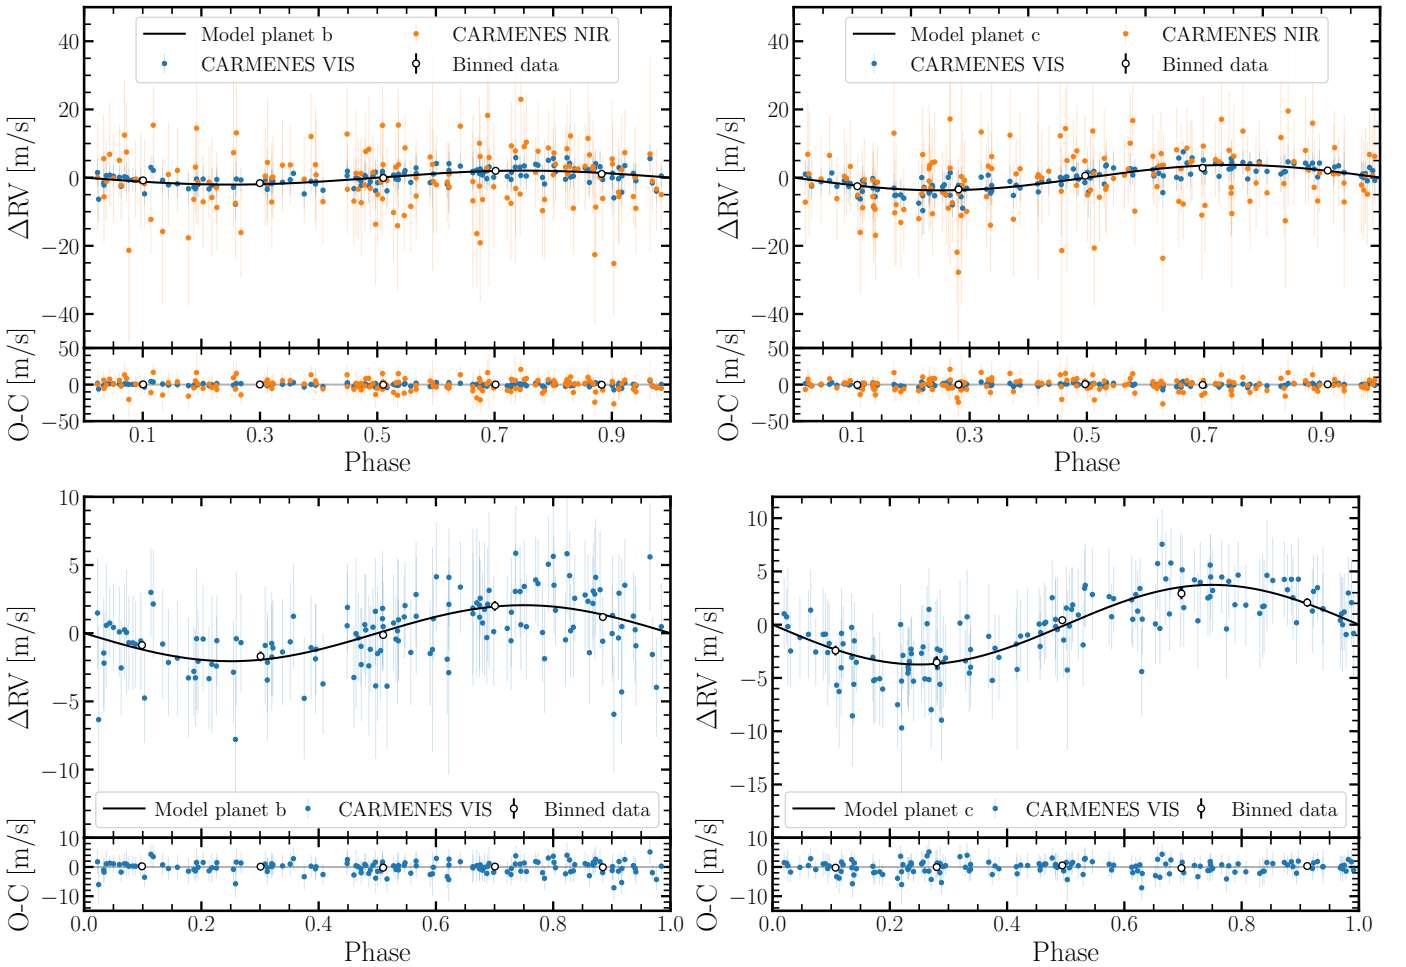 Model planet b
CARMENES NIR
CARMENES VIS
Binned data
ΔRV [m/s]
40
20
0
−20
−40
O-C [m/s]
50
0
−50
0.1 0.3 0.5 0.7 0.9
Phase
Model planet c
CARMENES NIR
CARMENES VIS
Binned data
ΔRV [m/s]
40
20
0
−20
−40
O-C [m/s]
50
0
−50
0.1 0.3 0.5 0.7 0.9
Phase
ΔRV [m/s]
10
5
0
−5
−10
Model planet b CARMENES VIS Binned data
O-C [m/s]
10
0
−10
0.0 0.2 0.4 0.6 0.8 1.0
Phase
ΔRV [m/s]
10
5
0
−5
−10
−15
Model planet c CARMENES VIS Binned data
O-C [m/s]
10
0
−10
0.0 0.2 0.4 0.6 0.8 1.0
Phase